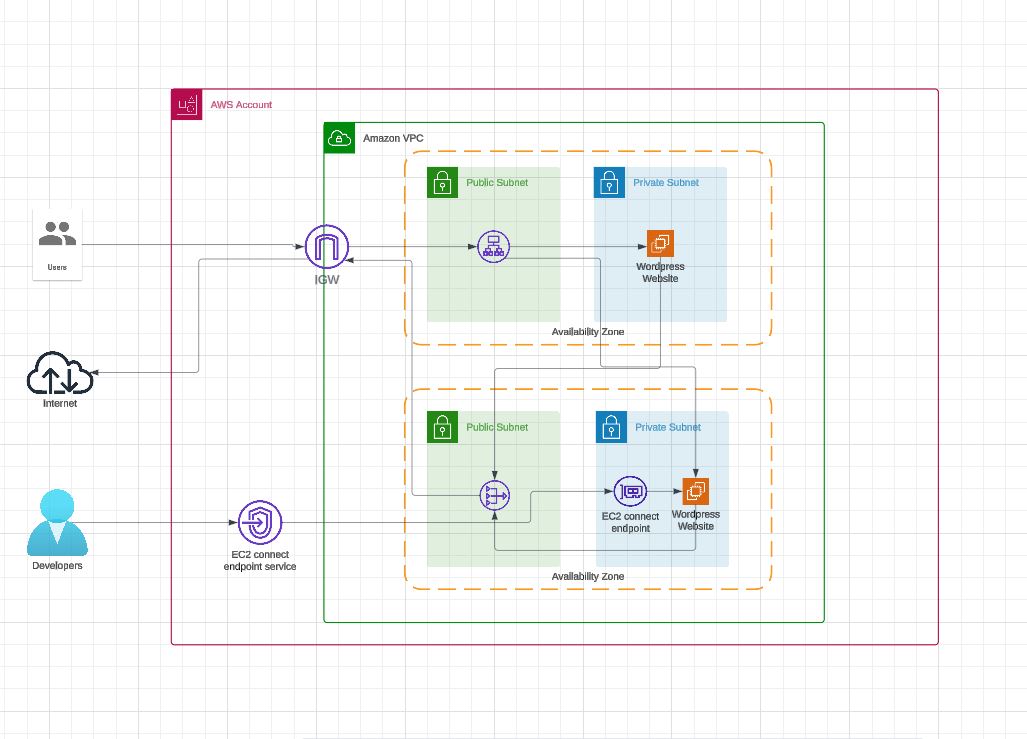 AWS Account
Amazon VPC
Public Subnet
Private Subnet
Users
IGW
Wordpress
Website
Availability Zone
Internet
Public Subnet
Private Subnet
EC2 connect
endpoint
Wordpress
Website
EC2 connect
endpoint service
Developers
Availability Zone